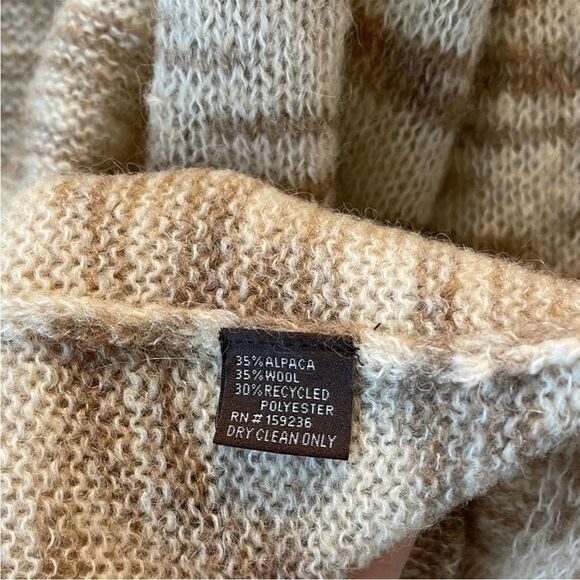 35% ALPACA
35% WOOL
30% RECYCLED
POLYESTER
RN # 159236
DRY CLEAN ONLY